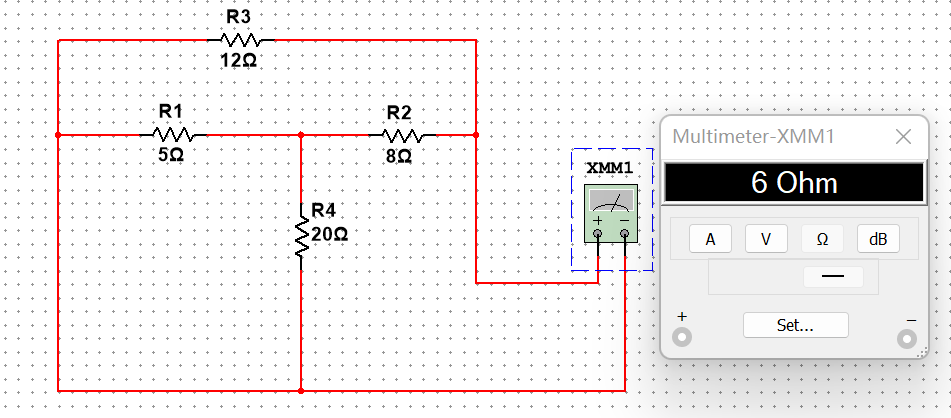 R3
12Ω
R1
5Ω
R2
8Ω
R4
20Ω
XMM1
+ −
Multimeter-XMM1
6 Ohm
A V Ω dB
Set...
+ −